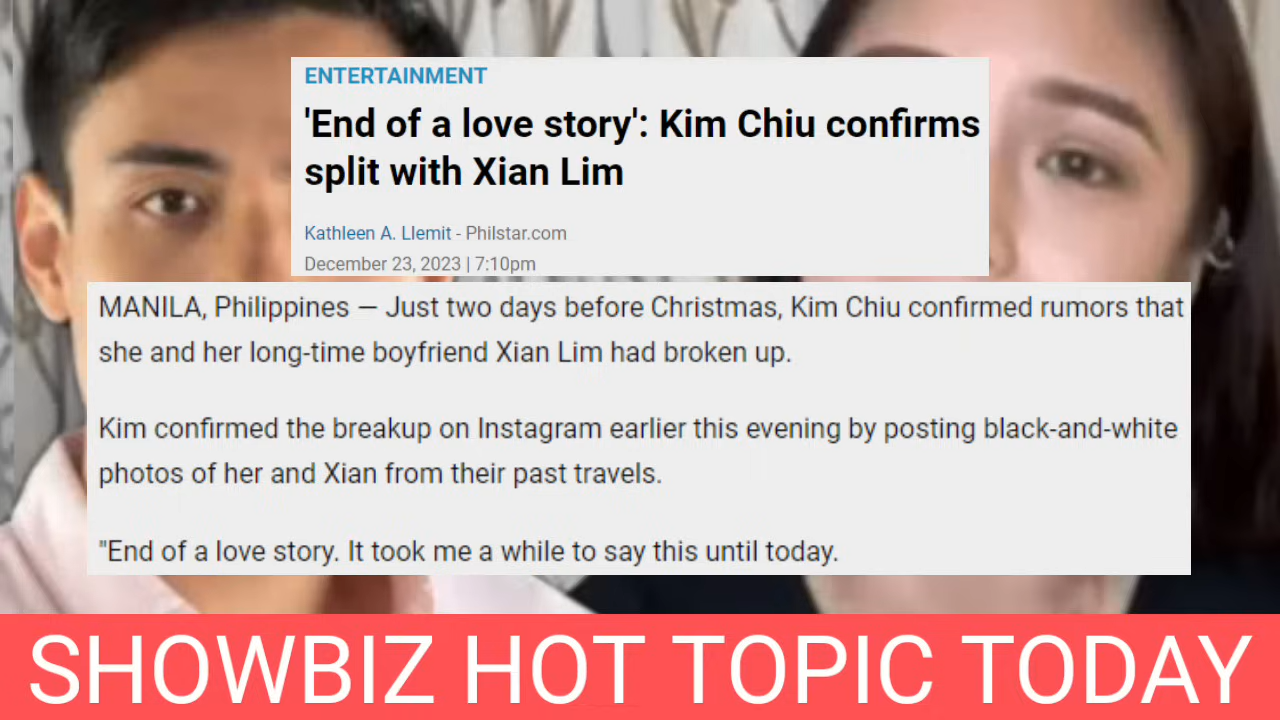 ENTERTAINMENT
'End of a love story': Kim Chiu confirms
split with Xian Lim
Kathleen A. Llemit - Philstar.com
December 23, 2023 | 7:10pm
MANILA, Philippines — Just two days before Christmas, Kim Chiu confirmed rumors that
she and her long-time boyfriend Xian Lim had broken up.
Kim confirmed the breakup on Instagram earlier this evening by posting black-and-white
photos of her and Xian from their past travels.
"End of a love story. It took me a while to say this until today.
SHOWBIZ HOT TOPIC TODAY